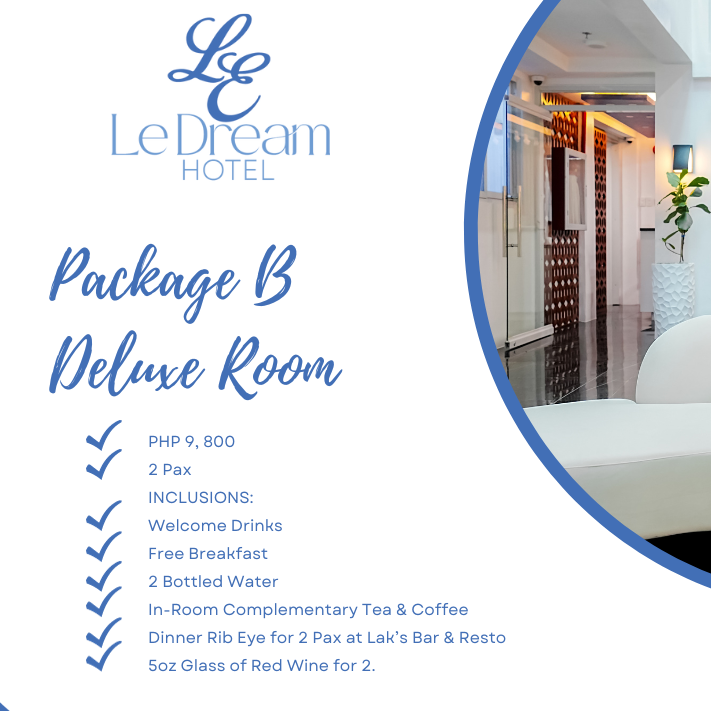 LE
Le Dream
HOTEL
Package B
Deluxe Room
PHP 9, 800
2 Pax
INCLUSIONS:
Welcome Drinks
Free Breakfast
2 Bottled Water
In-Room Complementary Tea & Coffee
Dinner Rib Eye for 2 Pax at Lak's Bar & Resto
5oz Glass of Red Wine for 2.